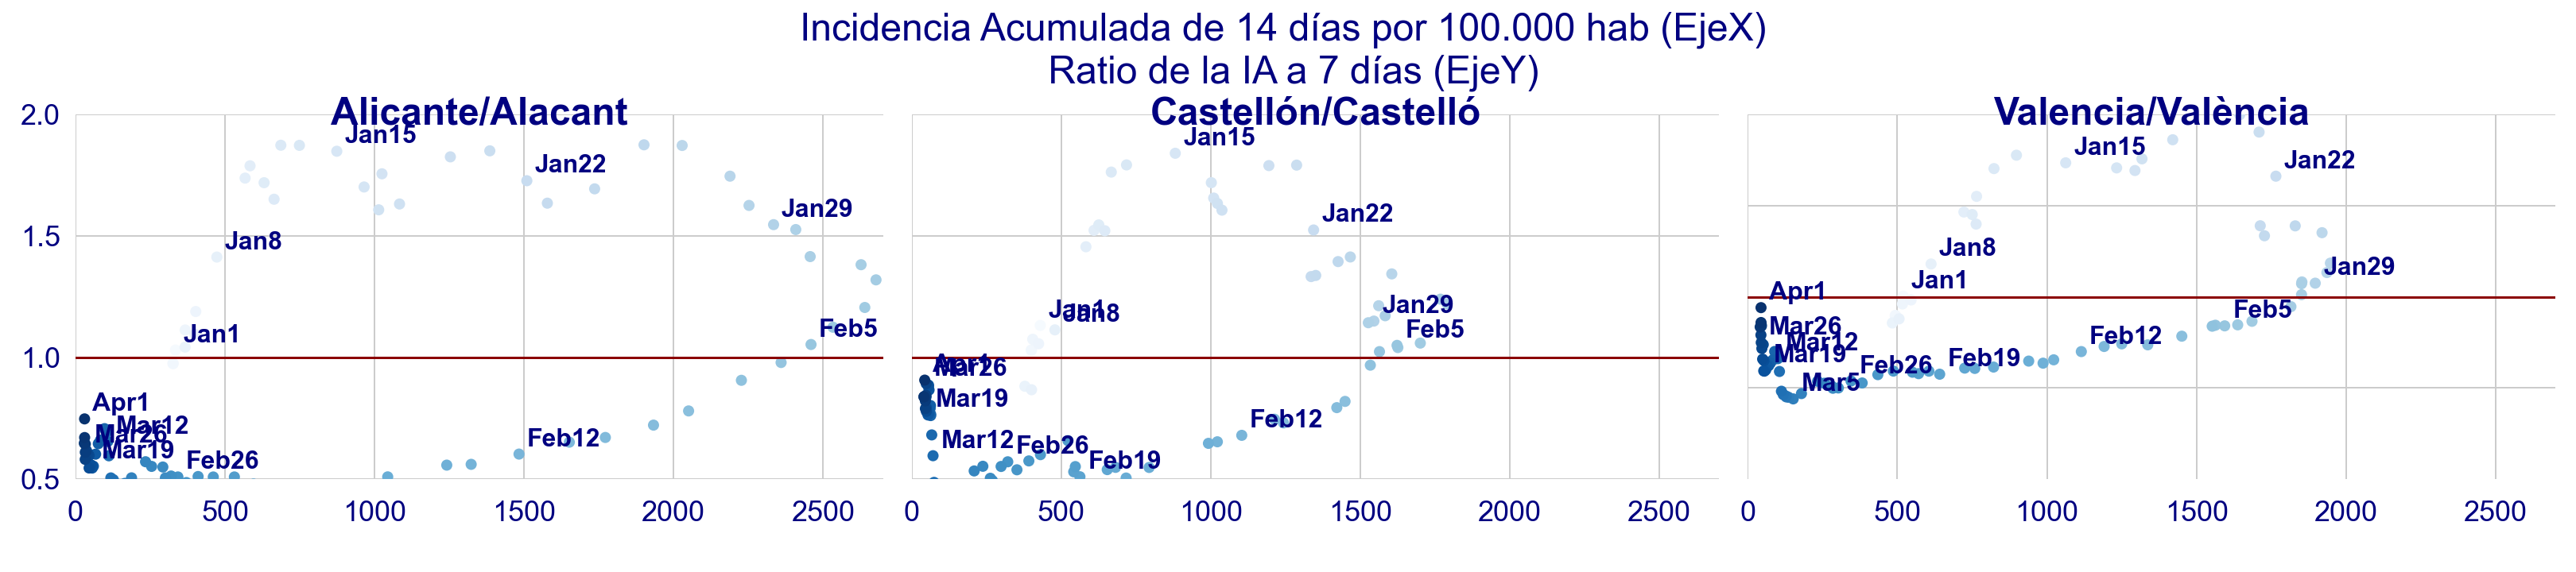 Incidencia Acumulada de 14 días por 100.000 hab (EjeX)
Ratio de la IA a 7 días (EjeY)
Alicante/Alacant
2.0
1.5
1.0
0.5
Jan15
Jan22
Jan29
Jan8
Jan1
Feb5
Apr1
Mar12
Mar26
Mar19
Feb26
Feb12
0
500
1000
1500
2000
2500
Castellón/Castelló
Jan15
Jan22
Jan1
Jan8
Jan29
Feb5
Apr1
Mar26
Mar19
Mar12
Feb26
Feb19
Feb12
0
500
1000
1500
2000
2500
Valencia/València
Jan15
Jan22
Jan8
Jan1
Jan29
Apr1
Feb5
Mar26
Mar12
Mar19
Feb12
Feb26
Feb19
Mar5
0
500
1000
1500
2000
2500